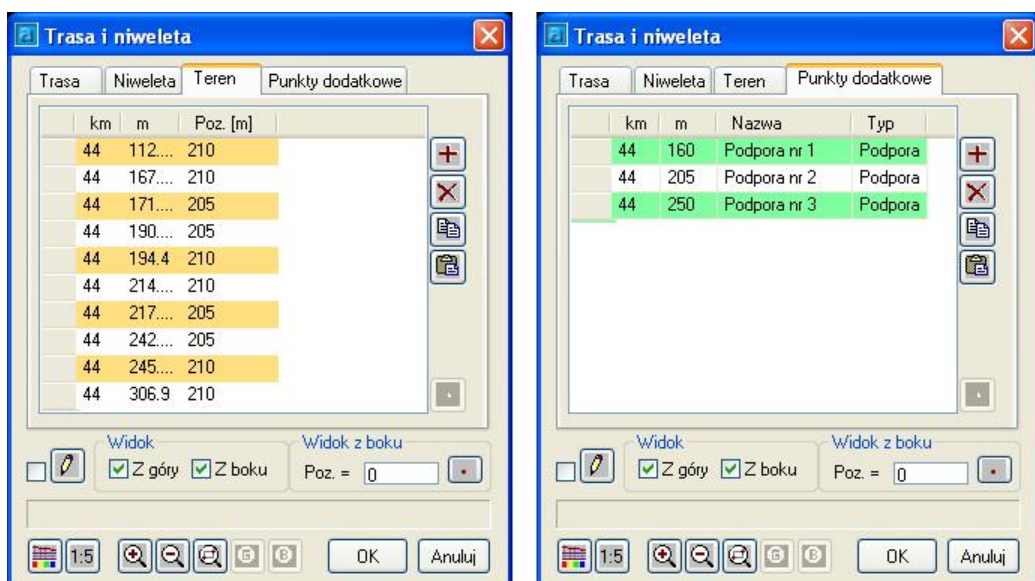 Trasa i niweleta
Trasa Niweleta Teren Punkty dodatkowe
km m Poz. [m]
44 112.... 210
44 167.... 210
44 171.... 205
44 190.... 205
44 194.4 210
44 214.... 210
44 217.... 205
44 242.... 205
44 245.... 210
44 306.9 210
Widok
Z góry Z boku
Widok z boku
Poz. = 0
1:5 G B OK Anuluj
Trasa i niweleta
Trasa Niweleta Teren Punkty dodatkowe
km m Nazwa Typ
44 160 Podpora nr 1 Podpora
44 205 Podpora nr 2 Podpora
44 250 Podpora nr 3 Podpora
Widok
Z góry Z boku
Widok z boku
Poz. = 0
1:5 G B OK Anuluj